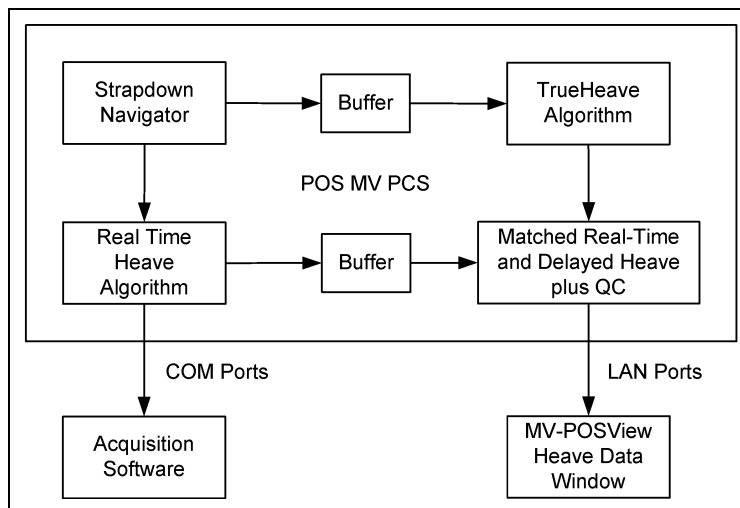 Strapdown
Navigator
Buffer
TrueHeave
Algorithm
POS MV PCS
Real Time
Heave
Algorithm
Buffer
Matched Real-Time
and Delayed Heave
plus QC
COM Ports
LAN Ports
Acquisition
Software
MV-POSView
Heave Data
Window